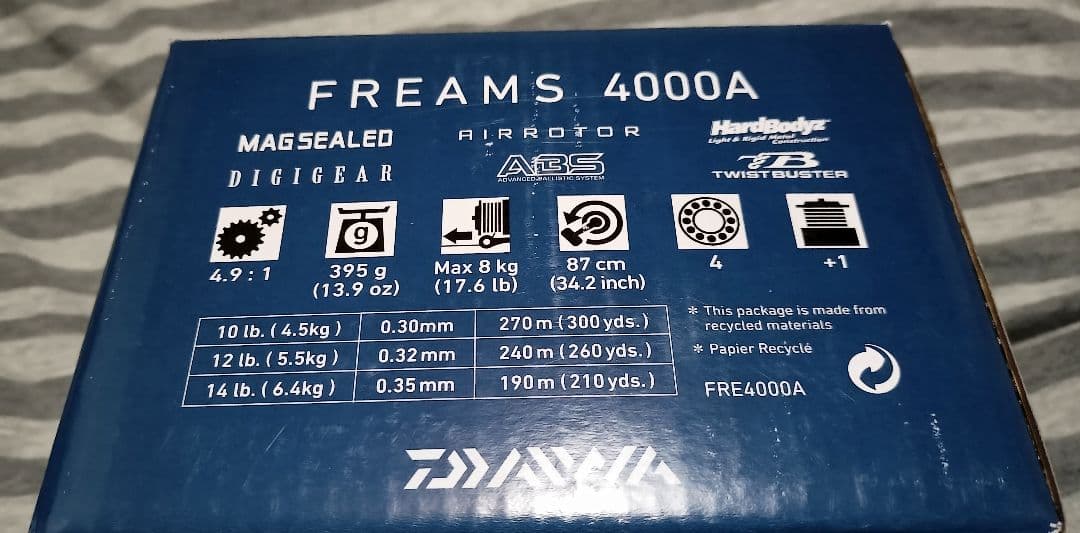 FREAMS 4000A
MAGSEALED
AIRROTOR
HardBodyz
Light & Rigid Metal
Construction
DIGIGEAR
ABS
ADVANCED BALLISTIC SYSTEM
TB
TWISTBUSTER
g
4.9 : 1
395 g
(13.9 oz)
Max 8 kg
(17.6 lb)
87 cm
(34.2 inch)
4
+1
10 lb. ( 4.5kg ) 0.30mm 270 m ( 300 yds. )
12 lb. ( 5.5kg ) 0.32 mm 240 m ( 260 yds. )
14 lb. ( 6.4kg ) 0.35 mm 190 m ( 210 yds. )
* This package is made from
recycled materials
* Papier Recyclé
FRE4000A
DAIWA